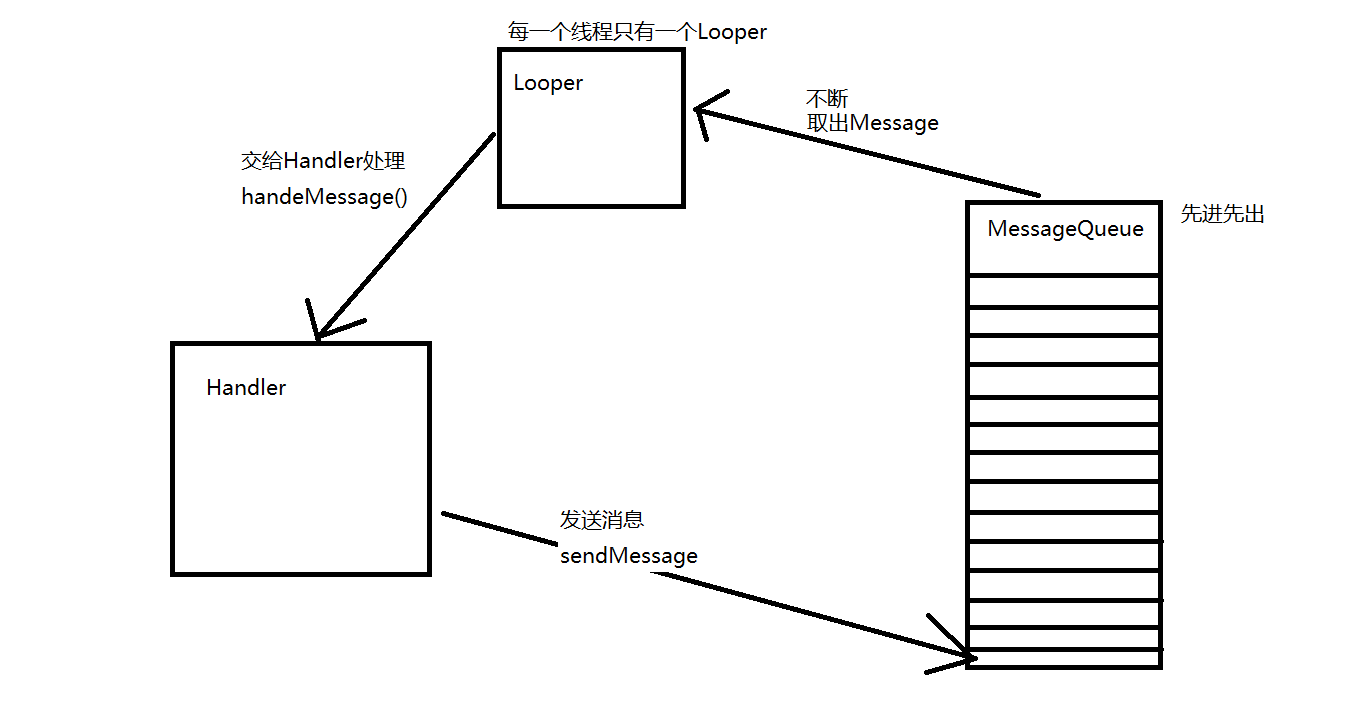 每一个线程只有一个Looper
Looper
不断
取出Message
交给Handler处理
handeMessage()
MessageQueue
先进先出
Handler
发送消息
sendMessage